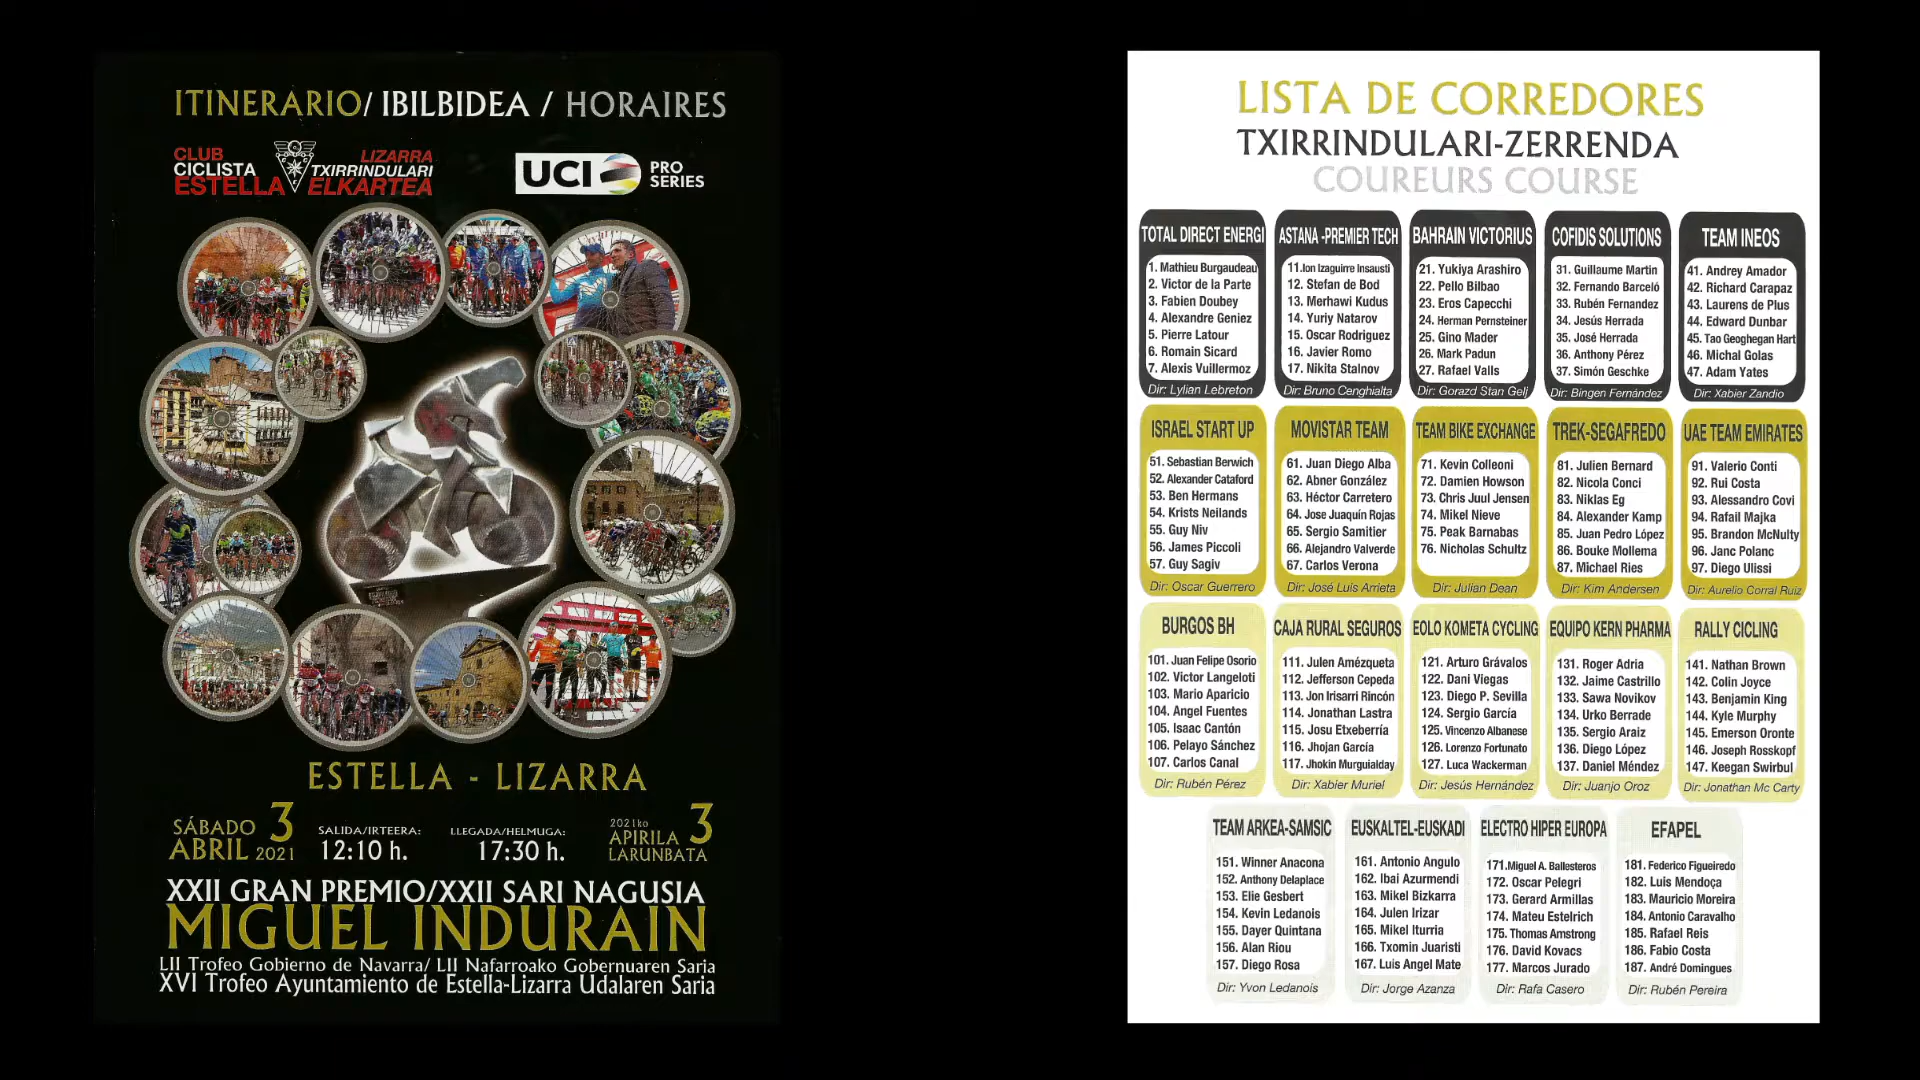 ITINERARIO/ IBILBIDEA / HORAIRES
CLUB CICLISTA ESTELLA
LIZARRA TXIRRINDULARI ELKARTEA
UCI PRO SERIES
ESTELLA - LIZARRA
SÁBADO 3 ABRIL 2021
SALIDA/IRTEERA: 12:10 h.
LLEGADA/HELMUGA: 17:30 h.
2021ko APIRILA 3 LARUNBATA
XXII GRAN PREMIO/XXII SARI NAGUSIA
MIGUEL INDURAIN
LII Trofeo Gobierno de Navarra/ LII Nafarroako Gobernuaren Saria
XVI Trofeo Ayuntamiento de Estella-Lizarra Udalaren Saria
LISTA DE CORREDORES
TXIRRINDULARI-ZERRENDA
COUREURS COURSE
TOTAL DIRECT ENERGI
1. Mathieu Burgaudeau
2. Victor de la Parte
3. Fabien Doubey
4. Alexandre Geniez
5. Pierre Latour
6. Romain Sicard
7. Alexis Vuillermoz
Dir: Lylian Lebreton
ASTANA -PREMIER TECH
11.Ion Izaguirre Insausti
12. Stefan de Bod
13. Merhawi Kudus
14. Yuriy Natarov
15. Oscar Rodriguez
16. Javier Romo
17. Nikita Stalnov
Dir: Bruno Cenghialta
BAHRAIN VICTORIUS
21. Yukiya Arashiro
22. Pello Bilbao
23. Eros Capecchi
24. Herman Pernsteiner
25. Gino Mader
26. Mark Padun
27. Rafael Valls
Dir: Gorazd Stan Gelj
COFIDIS SOLUTIONS
31. Guillaume Martin
32. Fernando Barceló
33. Rubén Fernandez
34. Jesús Herrada
35. José Herrada
36. Anthony Pérez
37. Simón Geschke
Dir: Bingen Fernández
TEAM INEOS
41. Andrey Amador
42. Richard Carapaz
43. Laurens de Plus
44. Edward Dunbar
45. Tao Geoghegan Hart
46. Michal Golas
47. Adam Yates
Dir: Xabier Zandio
ISRAEL START UP
51. Sebastian Berwich
52. Alexander Cataford
53. Ben Hermans
54. Krists Neilands
55. Guy Niv
56. James Piccoli
57. Guy Sagiv
Dir: Oscar Guerrero
MOVISTAR TEAM
61. Juan Diego Alba
62. Abner González
63. Héctor Carretero
64. Jose Juaquín Rojas
65. Sergio Samitier
66. Alejandro Valverde
67. Carlos Verona
Dir: José Luis Arrieta
TEAM BIKE EXCHANGE
71. Kevin Colleoni
72. Damien Howson
73. Chris Juul Jensen
74. Mikel Nieve
75. Peak Barnabas
76. Nicholas Schultz
Dir: Julian Dean
TREK-SEGAFREDO
81. Julien Bernard
82. Nicola Conci
83. Niklas Eg
84. Alexander Kamp
85. Juan Pedro López
86. Bouke Mollema
87. Michael Ries
Dir: Kim Andersen
UAE TEAM EMIRATES
91. Valerio Conti
92. Rui Costa
93. Alessandro Covi
94. Rafail Majka
95. Brandon McNulty
96. Janc Polanc
97. Diego Ulissi
Dir: Aurelio Corral Ruiz
BURGOS BH
101. Juan Felipe Osorio
102. Victor Langeloti
103. Mario Aparicio
104. Angel Fuentes
105. Isaac Cantón
106. Pelayo Sánchez
107. Carlos Canal
Dir: Rubén Pérez
CAJA RURAL SEGUROS
111. Julen Amézqueta
112. Jefferson Cepeda
113. Jon Irisarri Rincón
114. Jonathan Lastra
115. Josu Etxeberría
116. Jhojan García
117. Jhokin Murguialday
Dir: Xabier Muriel
EOLO KOMETA CYCLING
121. Arturo Grávalos
122. Dani Viegas
123. Diego P. Sevilla
124. Sergio García
125. Vincenzo Albanese
126. Lorenzo Fortunato
127. Luca Wackerman
Dir: Jesús Hernández
EQUIPO KERN PHARMA
131. Roger Adria
132. Jaime Castrillo
133. Sawa Novikov
134. Urko Berrade
135. Sergio Araiz
136. Diego López
137. Daniel Méndez
Dir: Juanjo Oroz
RALLY CICLING
141. Nathan Brown
142. Colin Joyce
143. Benjamin King
144. Kyle Murphy
145. Emerson Oronte
146. Joseph Rosskopf
147. Keegan Swirbul
Dir: Jonathan Mc Carty
TEAM ARKEA-SAMSIC
151. Winner Anacona
152. Anthony Delaplace
153. Elie Gesbert
154. Kevin Ledanois
155. Dayer Quintana
156. Alan Riou
157. Diego Rosa
Dir: Yvon Ledanois
EUSKALTEL-EUSKADI
161. Antonio Angulo
162. Ibai Azurmendi
163. Mikel Bizkarra
164. Julen Irizar
165. Mikel Iturria
166. Txomin Juaristi
167. Luis Angel Mate
Dir: Jorge Azanza
ELECTRO HIPER EUROPA
171.Miguel A. Ballesteros
172. Oscar Pelegri
173. Gerard Armillas
174. Mateu Estelrich
175. Thomas Amstrong
176. David Kovacs
177. Marcos Jurado
Dir: Rafa Casero
EFAPEL
181. Federico Figueiredo
182. Luis Mendoça
183. Mauricio Moreira
184. Antonio Caravalho
185. Rafael Reis
186. Fabio Costa
187. André Domingues
Dir: Rubén Pereira